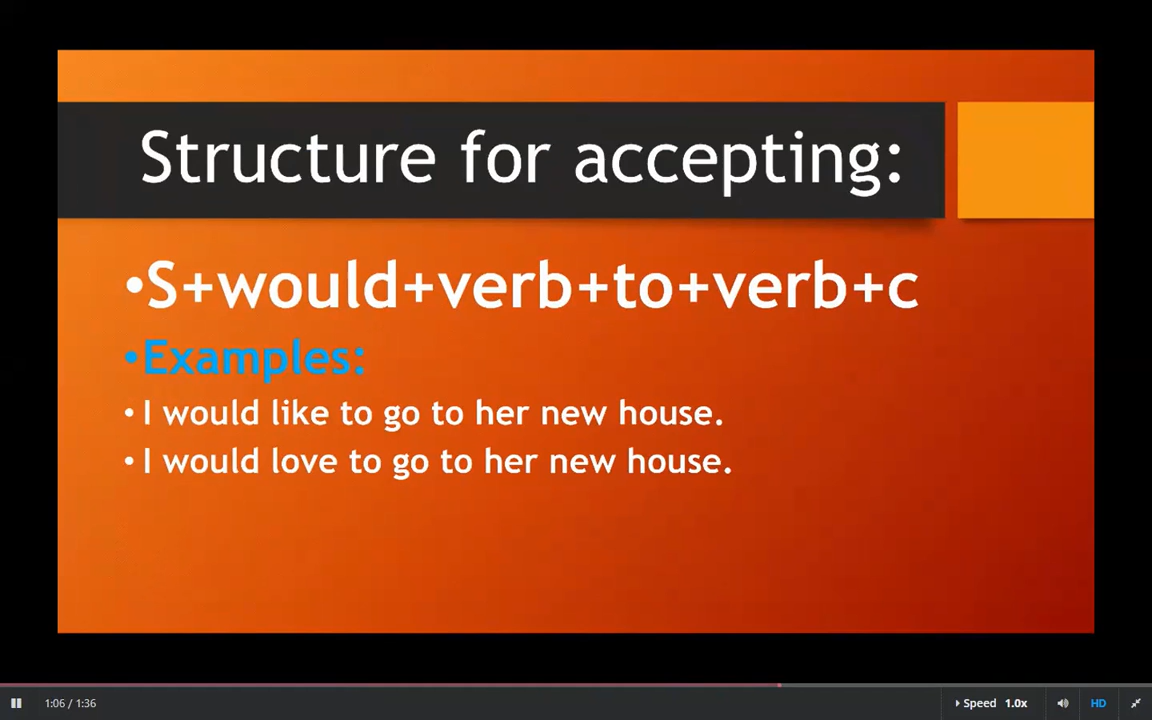 Structure for accepting:
•S+would+verb+to+verb+c
•Examples:
•I would like to go to her new house.
•I would love to go to her new house.
1:06 / 1:36
Speed 1.0x
HD